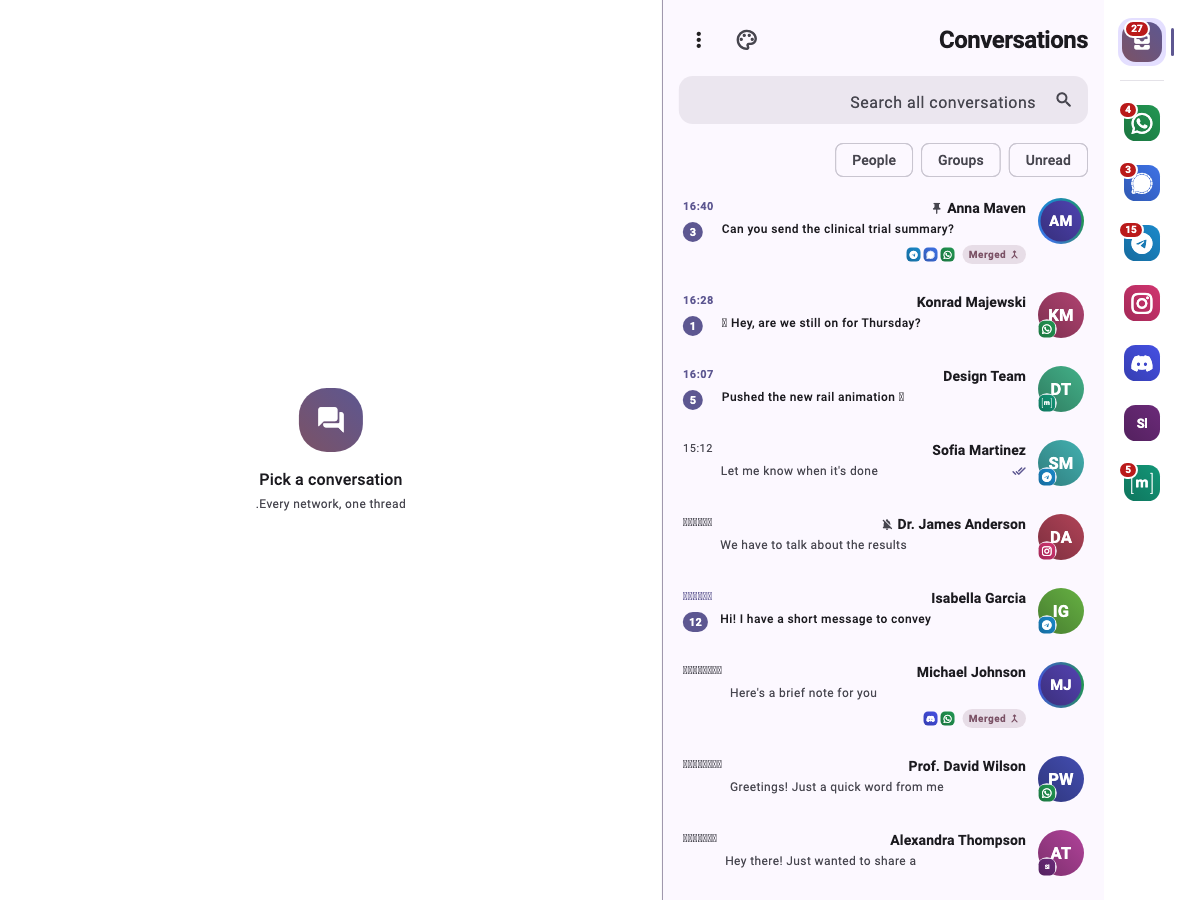 Conversations
27
Search all conversations
People
Groups
Unread
Anna Maven
16:40
Can you send the clinical trial summary?
3
Merged
AM
Konrad Majewski
16:28
Hey, are we still on for Thursday?
1
KM
Design Team
16:07
Pushed the new rail animation
5
DT
[m]
Sofia Martinez
15:12
Let me know when it's done
SM
Dr. James Anderson
We have to talk about the results
DA
Isabella Garcia
Hi! I have a short message to convey
12
IG
Michael Johnson
Here's a brief note for you
Merged
MJ
Prof. David Wilson
Greetings! Just a quick word from me
PW
Alexandra Thompson
Hey there! Just wanted to share a
AT
Sl
4
3
15
Sl
5
[m]
Pick a conversation
.Every network, one thread